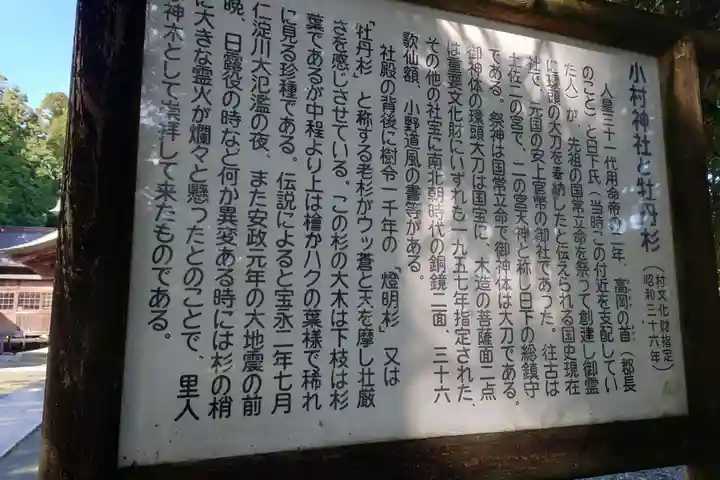 小村神社と牡丹杉
(村文化財指定
昭和三十六年)
人皇三十一代用命帝の二年、高岡の首(郡長
のこと)と日下氏(当時この付近を支配してい
た人)が、先祖の国常立命を祭って創建し御霊
に環頭の大刀を奉納したと伝えられる国史現在
社で、元国の安上官幣の御社であった。往古は
土佐二の宮で、二の宮天神と称し日下の総鎮守
である。祭神は国常立命で御神体は大刀である。
御神体の環頭大刀は国宝に、木造の菩薩面二点
は重要文化財にいずれも一九五七年指定された、
その他の社宝に南北朝時代の銅鏡二面、三十六
歌仙額、小野道風の書等がある。
社殿の背後に樹令一千年の「燈明杉」又は
「牡丹杉」と称する老杉がウッ蒼と天を摩し壮厳
さを感じさせている。この杉の大木は下枝は杉
葉であるが中程より上は檜かハクの葉様で稀れ
に見る珍種である。伝説によると宝永二年七月
仁淀川大氾濫の夜、また安政元年の大地震の前
晩、日露役の時など何か異変ある時には杉の梢
に大きな霊火が爛々と懸ったとのことで、里人
神木として崇拝して来たものである。